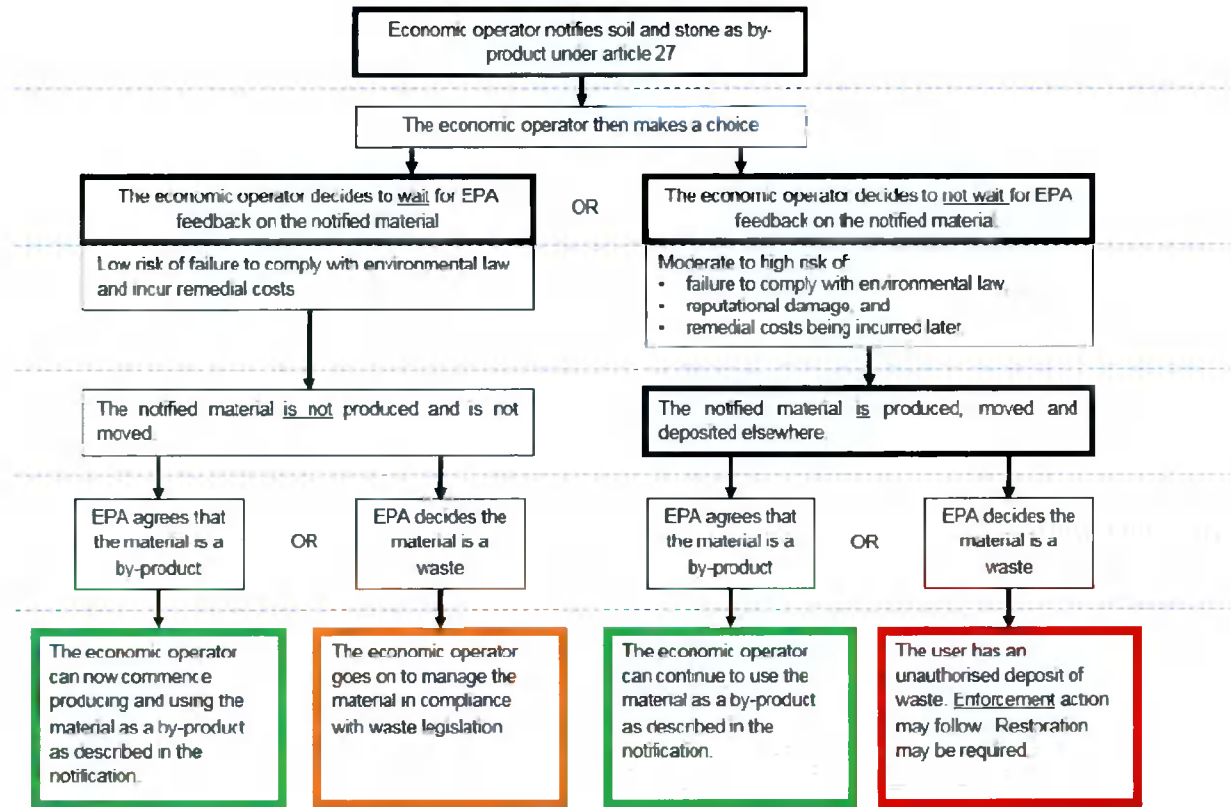 Economic operator notifies soil and stone as by-
product under article 27
The economic operator then makes a choice
The economic operator decides to wait for EPA
feedback on the notified material
OR
The economic operator decides to not wait for EPA
feedback on the notified material.
Low risk of failure to comply with environmental law
and incur remedial costs
Moderate to high risk of
• failure to comply with environmental law,
• reputational damage, and
• remedial costs being incurred later.
The notified material is not produced and is not
moved.
The notified material is produced, moved and
deposited elsewhere.
EPA agrees that
the material is a
by-product
OR
EPA decides the
material is a
waste
EPA agrees that
the material is a
by-product
OR
EPA decides the
material is a
waste
The economic operator
can now commence
producing and using the
material as a by-product
as described in the
notification.
The economic operator
goes on to manage the
material in compliance
with waste legislation
The economic operator
can continue to use the
material as a by-product
as described in the
notification.
The user has an
unauthorised deposit of
waste. Enforcement action
may follow. Restoration
may be required.